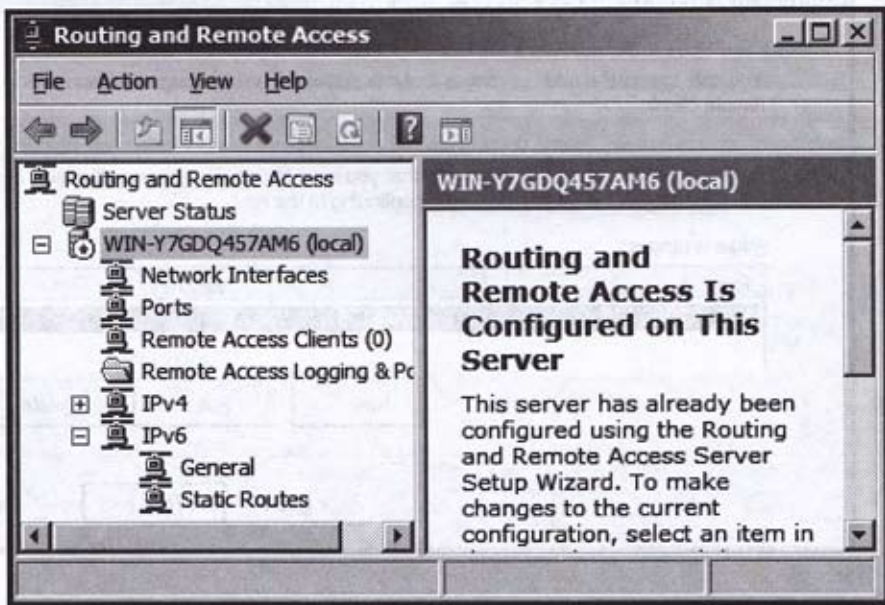 Routing and Remote Access
File Action View Help
Routing and Remote Access
Server Status
WIN-Y7GDQ457AM6 (local)
Network Interfaces
Ports
Remote Access Clients (0)
Remote Access Logging & Po
IPv4
IPv6
General
Static Routes
WIN-Y7GDQ457AM6 (local)
Routing and
Remote Access Is
Configured on This
Server
This server has already been
configured using the Routing
and Remote Access Server
Setup Wizard. To make
changes to the current
configuration, select an item in